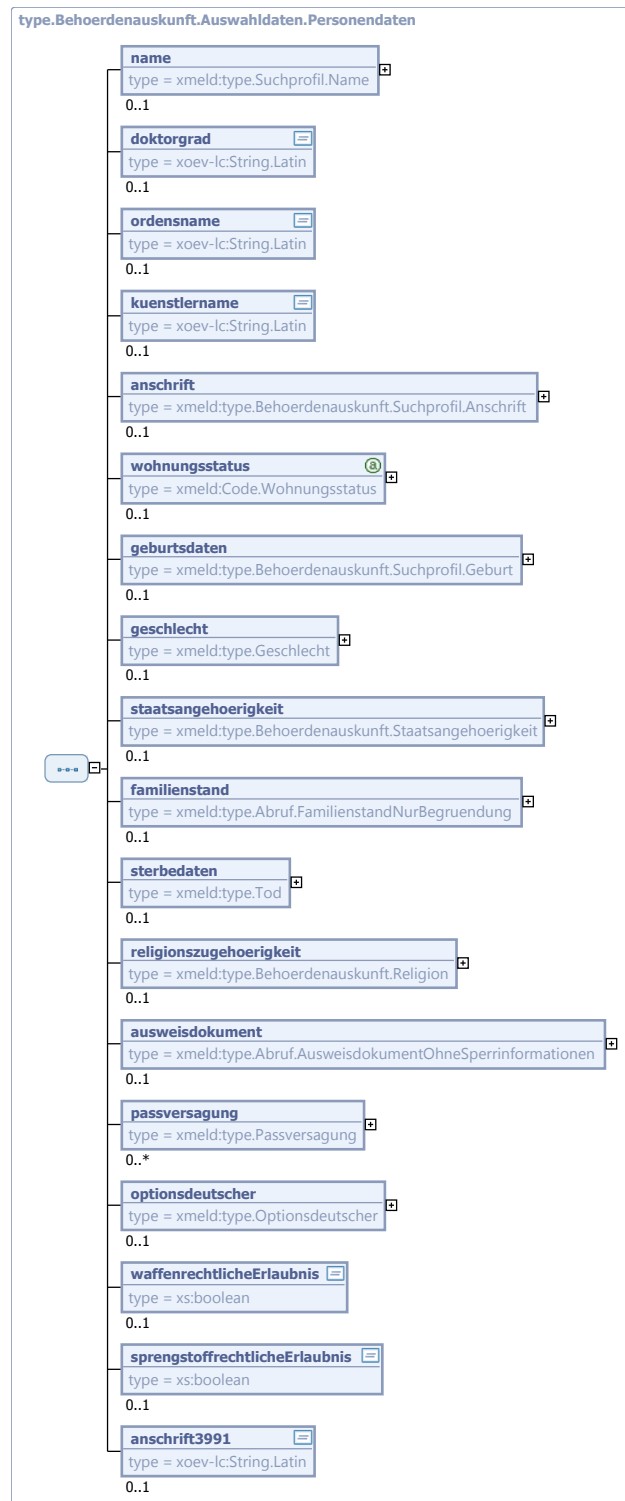 type.Behoerdenauskunft.Auswahldaten.Personendaten
name
type = xmeld:type.Suchprofil.Name
0..1
doktorgrad
type = xoev-lc:String.Latin
0..1
ordensname
type = xoev-lc:String.Latin
0..1
kuenstlername
type = xoev-lc:String.Latin
0..1
anschrift
type = xmeld:type.Behoerdenauskunft.Suchprofil.Anschrift
0..1
wohnungsstatus
type = xmeld:Code.Wohnungsstatus
0..1
geburtsdaten
type = xmeld:type.Behoerdenauskunft.Suchprofil.Geburt
0..1
geschlecht
type = xmeld:type.Geschlecht
0..1
staatsangehoerigkeit
type = xmeld:type.Behoerdenauskunft.Staatsangehoerigkeit
0..1
familienstand
type = xmeld:type.Abruf.FamilienstandNurBegruendung
0..1
sterbedaten
type = xmeld:type.Tod
0..1
religionszugehoerigkeit
type = xmeld:type.Behoerdenauskunft.Religion
0..1
ausweisdokument
type = xmeld:type.Abruf.AusweisdokumentOhneSperrinformationen
0..1
passversagung
type = xmeld:type.Passversagung
0..*
optionsdeutscher
type = xmeld:type.Optionsdeutscher
0..1
waffenrechtlicheErlaubnis
type = xs:boolean
0..1
sprengstoffrechtlicheErlaubnis
type = xs:boolean
0..1
anschrift3991
type = xoev-lc:String.Latin
0..1